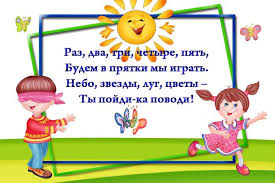 Раз, два, три, четыре, пять,
Будем в прятки мы играть.
Небо, звезды, луг, цветы –
Ты пойди-ка поводи!